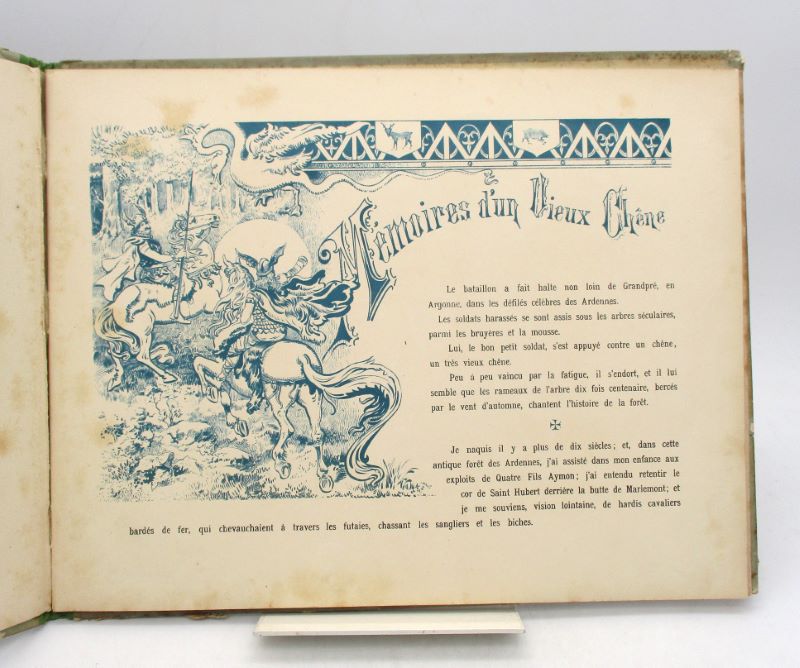 Mémoires d'un Vieux Chêne
Le bataillon a fait halte non loin de Grandpré, en
Argonne, dans les défilés célèbres des Ardennes.
Les soldats harassés se sont assis sous les arbres séculaires,
parmi les bruyères et la mousse.
Lui, le bon petit soldat, s'est appuyé contre un chêne,
un très vieux chêne.
Peu à peu vaincu par la fatigue, il s'endort, et il lui
semble que les rameaux de l'arbre dix fois centenaire, bercés
par le vent d'automne, chantent l'histoire de la forêt.
Je naquis il y a plus de dix siècles; et, dans cette
antique forêt des Ardennes, j'ai assisté dans mon enfance aux
exploits de Quatre Fils Aymon; j'ai entendu retentir le
cor de Saint Hubert derrière la butte de Marlemont; et
je me souviens, vision lointaine, de hardis cavaliers
bardés de fer, qui chevauchaient à travers les futaies, chassant les sangliers et les biches.